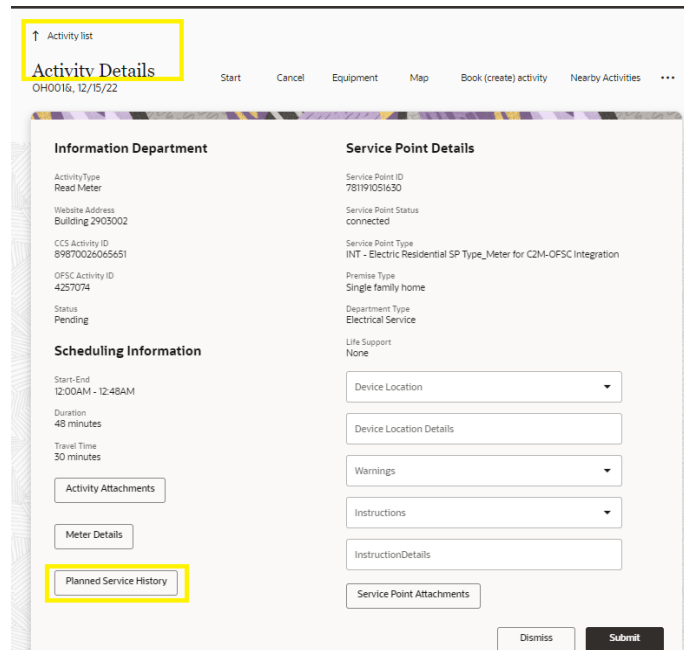 ↑ Activity list
Activity Details
OH001&, 12/15/22
Start Cancel Equipment Map Book (create) activity Nearby Activities •••
Information Department
ActivityType
Read Meter
Website Address
Building 2903002
CCS Activity ID
89870026065651
OFSC Activity ID
4257074
Status
Pending
Scheduling Information
Start-End
12:00AM - 12:48AM
Duration
48 minutes
Travel Time
30 minutes
Activity Attachments
Meter Details
Planned Service History
Service Point Details
Service Point ID
781191051630
Service Point Status
connected
Service Point Type
INT - Electric Residential SP Type_Meter for C2M-OFSC Integration
Premise Type
Single family home
Department Type
Electrical Service
Life Support
None
Device Location
Device Location Details
Warnings
Instructions
InstructionDetails
Service Point Attachments
Dismiss Submit